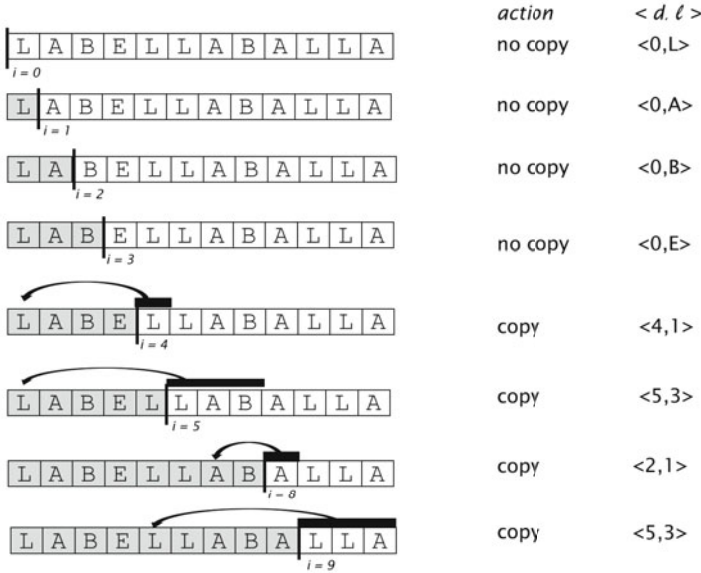 action < d, ℓ >
L A B E L L A B A L L A no copy <0,L>
i = 0
L A B E L L A B A L L A no copy <0,A>
i = 1
L A B E L L A B A L L A no copy <0,B>
i = 2
L A B E L L A B A L L A no copy <0,E>
i = 3
L A B E L L A B A L L A copy <4,1>
i = 4
L A B E L L A B A L L A copy <5,3>
i = 5
L A B E L L A B A L L A copy <2,1>
i = 8
L A B E L L A B A L L A copy <5,3>
i = 9